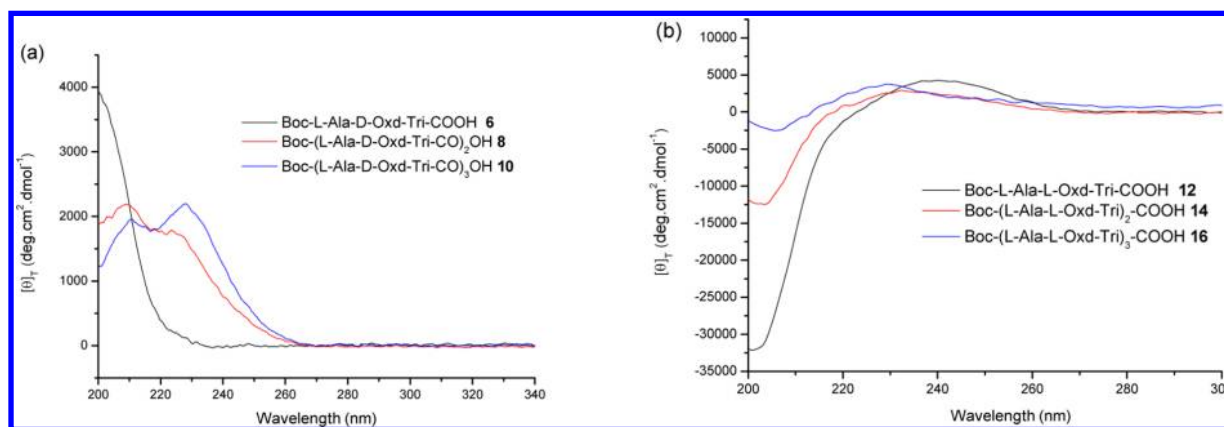 (a)
4000
3000
2000
1000
0
[θ]T (deg.cm².dmol⁻¹)
Boc-L-Ala-D-Oxd-Tri-COOH 6
Boc-(L-Ala-D-Oxd-Tri-CO)₂OH 8
Boc-(L-Ala-D-Oxd-Tri-CO)₃OH 10
200 220 240 260 280 300 320 340
Wavelength (nm)
(b)
10000
5000
0
-5000
-10000
-15000
-20000
-25000
-30000
-35000
[θ]T (deg.cm².dmol⁻¹)
Boc-L-Ala-L-Oxd-Tri-COOH 12
Boc-(L-Ala-L-Oxd-Tri)₂-COOH 14
Boc-(L-Ala-L-Oxd-Tri)₃-COOH 16
200 220 240 260 280 300
Wavelength (nm)